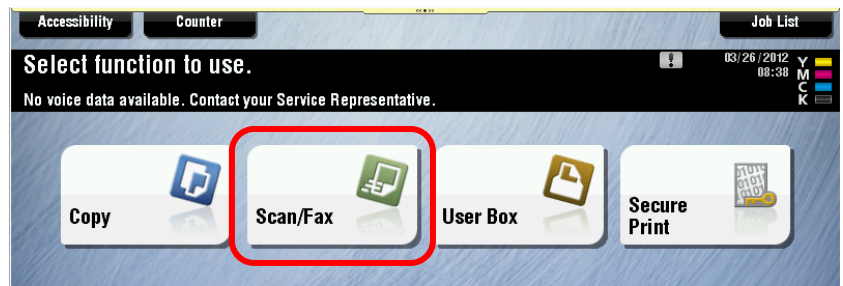 Accessibility Counter Job List
Select function to use. 03/26/2012 Y
08:38 M
No voice data available. Contact your Service Representative. C
K
Copy
Scan/Fax
User Box
Secure
Print